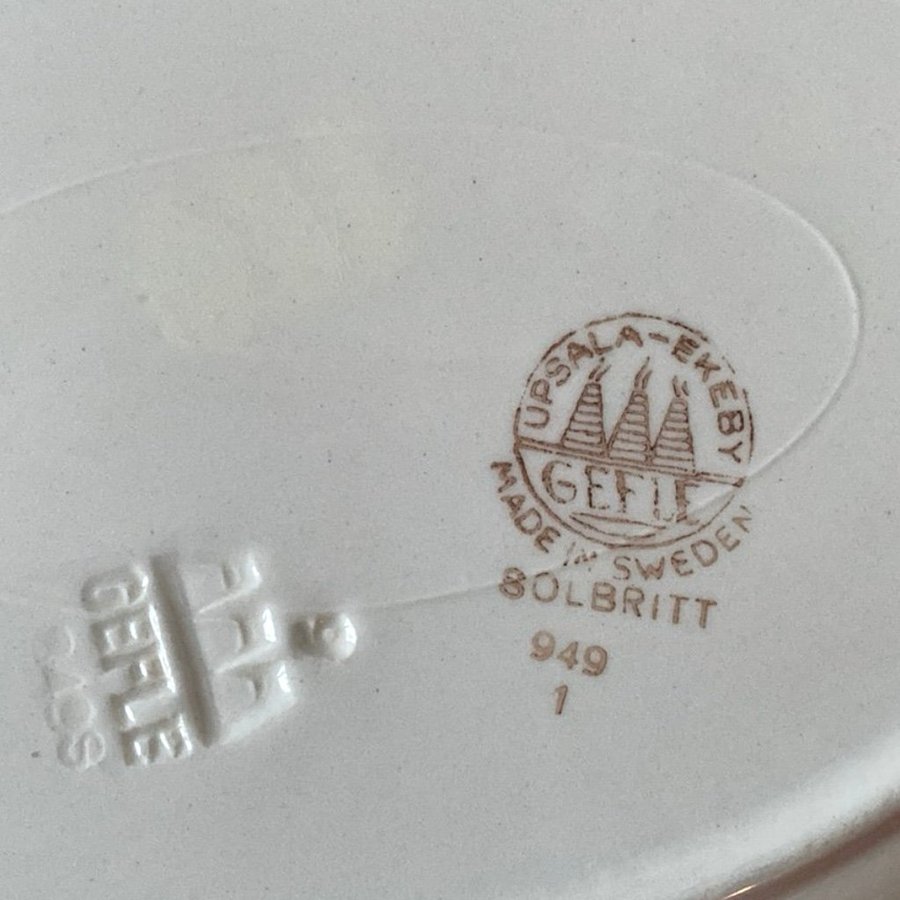 UPSALA-EKEBY
GEFLE
MADE IN SWEDEN
SOLBRITT
949
1
GEFLE